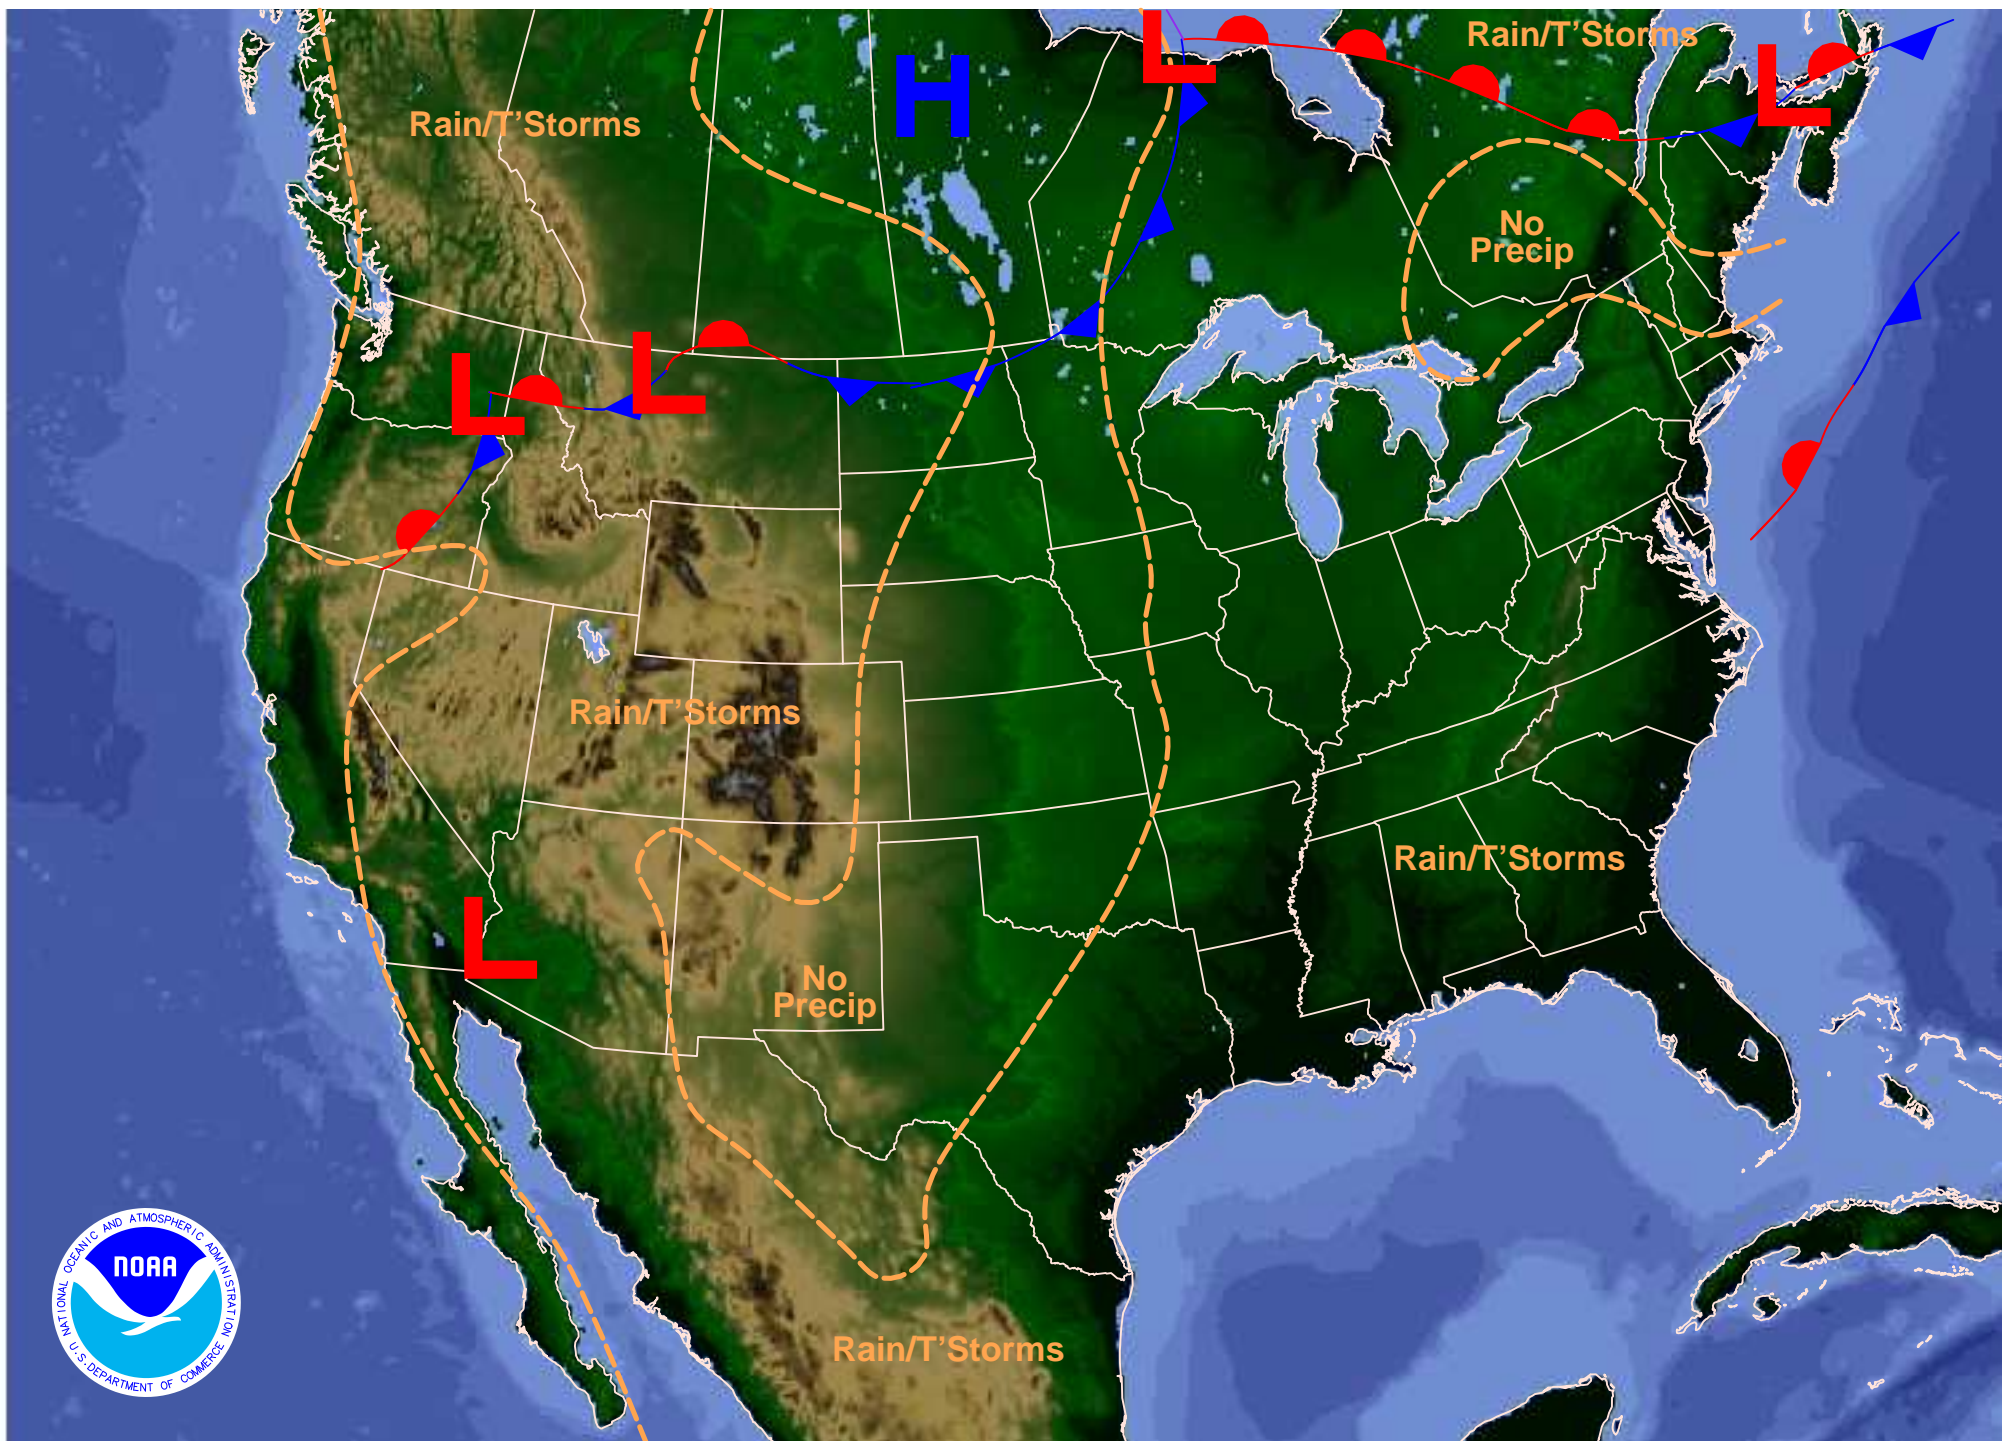 Rain/T'Storms
L
L
H
Rain/T'Storms
No
Precip
L
L
Rain/T'Storms
Rain/T'Storms
L
No
Precip
Rain/T'Storms
NATIONAL OCEANIC AND ATMOSPHERIC ADMINISTRATION
NOAA
U.S. DEPARTMENT OF COMMERCE